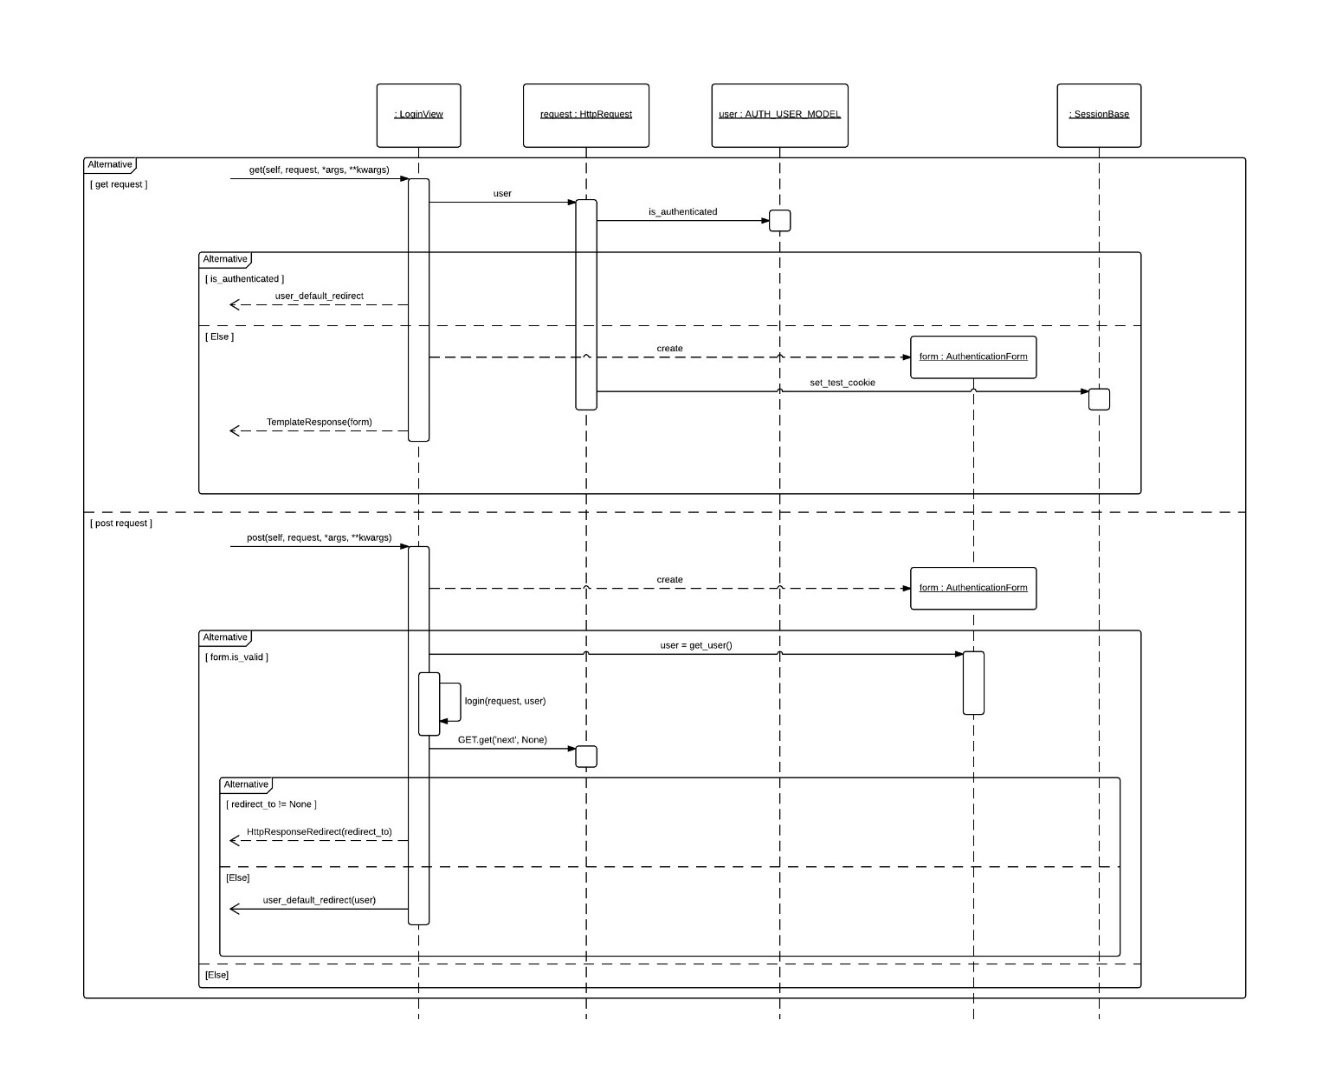 : LoginView
request : HttpRequest
user : AUTH_USER_MODEL
: SessionBase
Alternative
[ get request ]
get(self, request, *args, **kwargs)
user
is_authenticated
Alternative
[ is_authenticated ]
user_default_redirect
[ Else ]
create
form : AuthenticationForm
set_test_cookie
TemplateResponse(form)
[ post request ]
post(self, request, *args, **kwargs)
create
form : AuthenticationForm
Alternative
[ form.is_valid ]
user = get_user()
login(request, user)
GET.get('next', None)
Alternative
[ redirect_to != None ]
HttpResponseRedirect(redirect_to)
[Else]
user_default_redirect(user)
[Else]